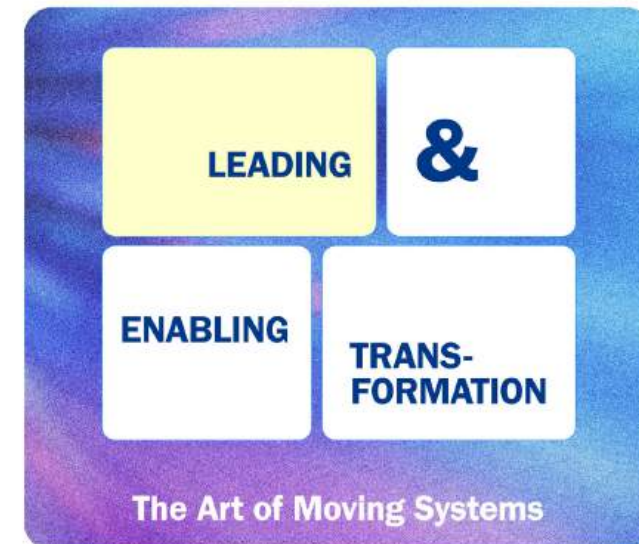 LEADING
&
ENABLING
TRANS-
FORMATION
The Art of Moving Systems